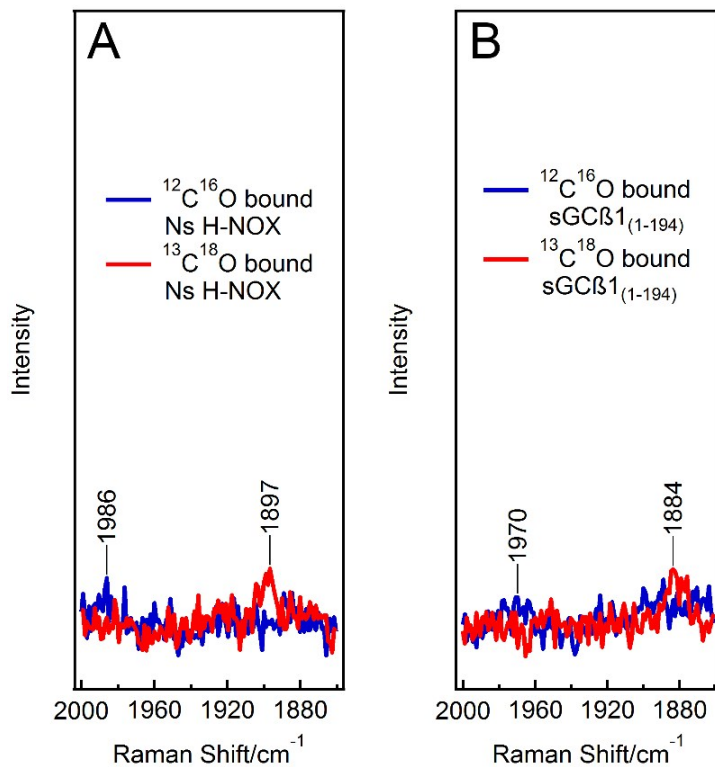 A
¹²C¹⁶O bound
Ns H-NOX
¹³C¹⁸O bound
Ns H-NOX
Intensity
1986
1897
2000 1960 1920 1880
Raman Shift/cm⁻¹
B
¹²C¹⁶O bound
sGCß1₍₁₋₁₉₄₎
¹³C¹⁸O bound
sGCß1₍₁₋₁₉₄₎
Intensity
1970
1884
2000 1960 1920 1880
Raman Shift/cm⁻¹